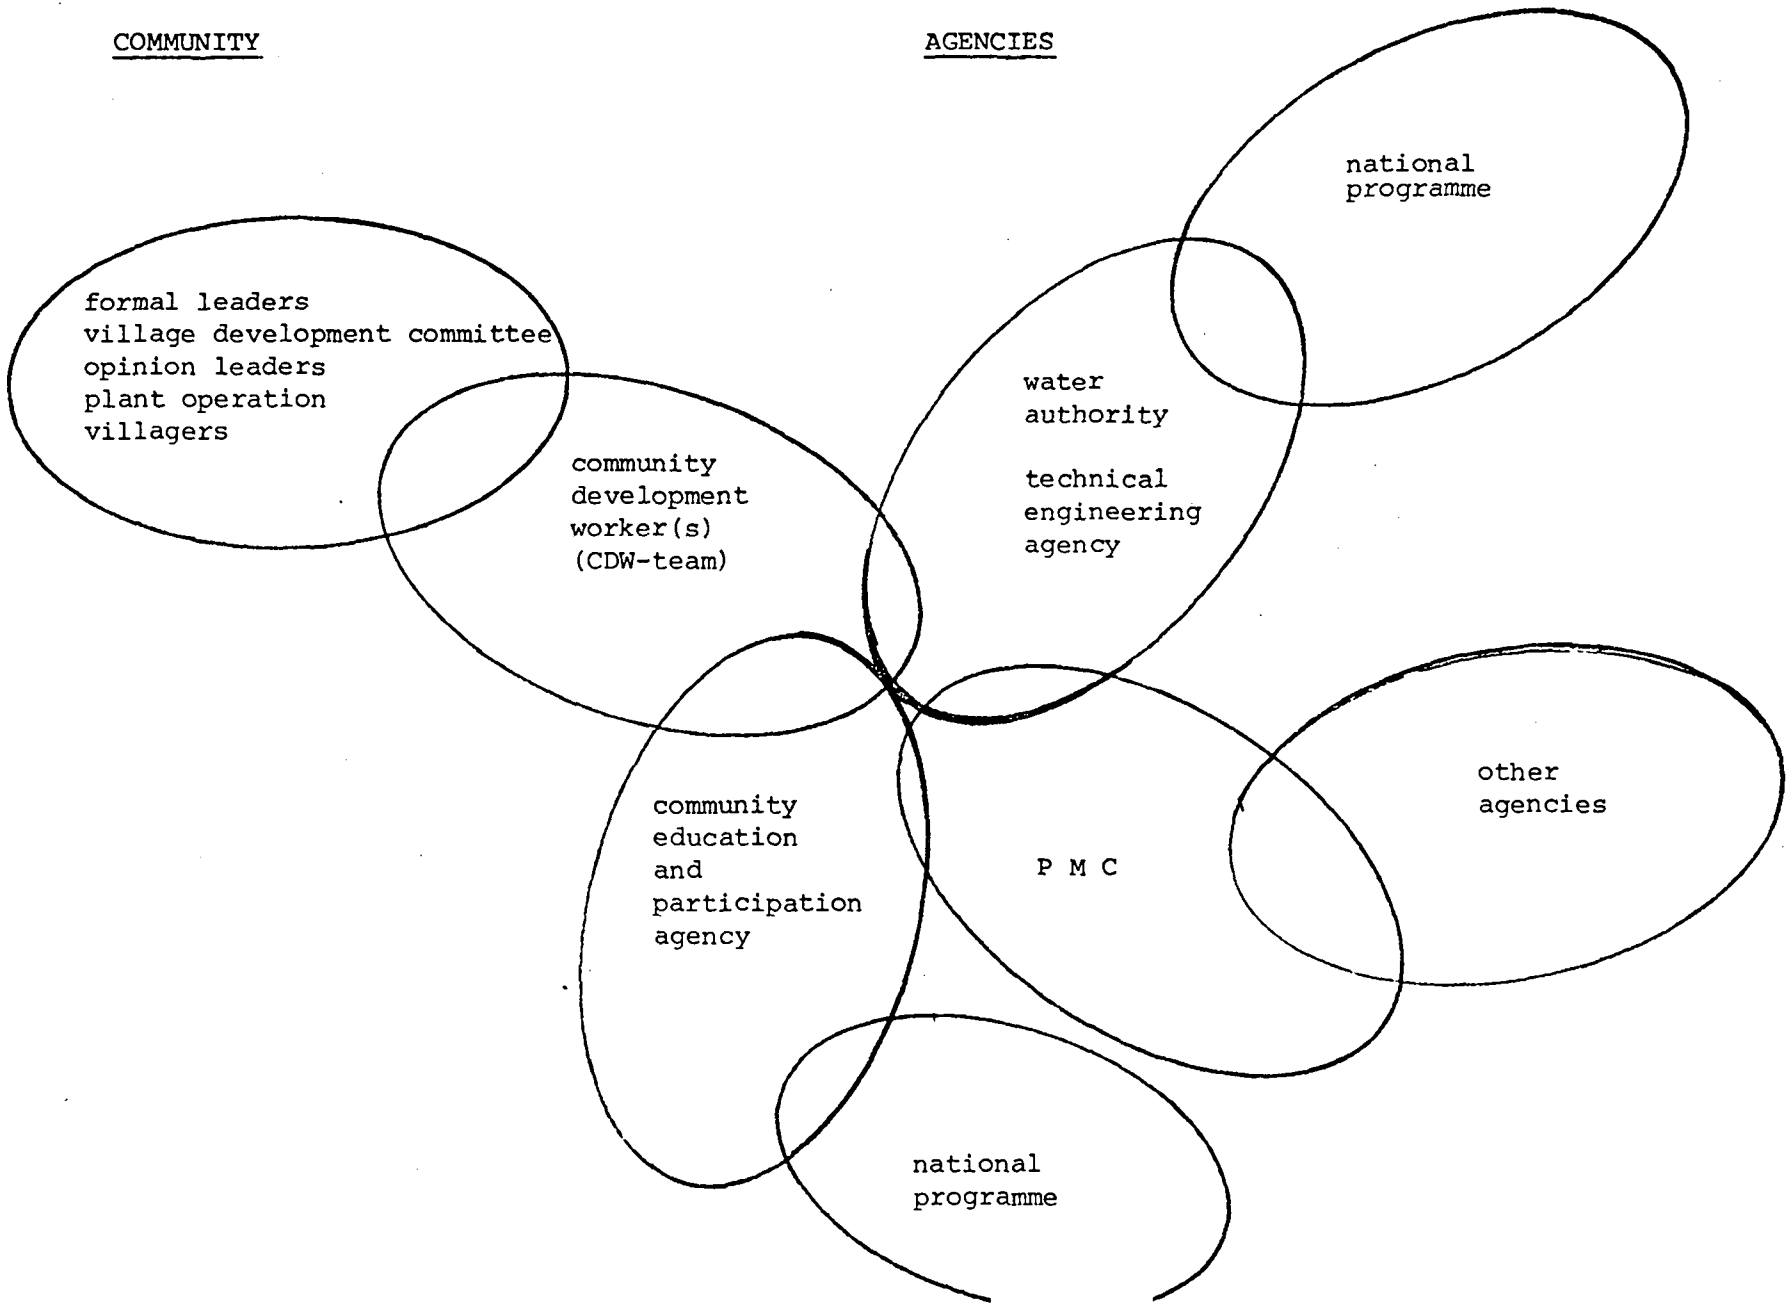 COMMUNITY
AGENCIES
national
programme
formal leaders
village development committee
opinion leaders
plant operation
villagers
water
authority
technical
engineering
agency
community
development
worker(s)
(CDW-team)
other
agencies
community
education
and
participation
agency
P M C
national
programme